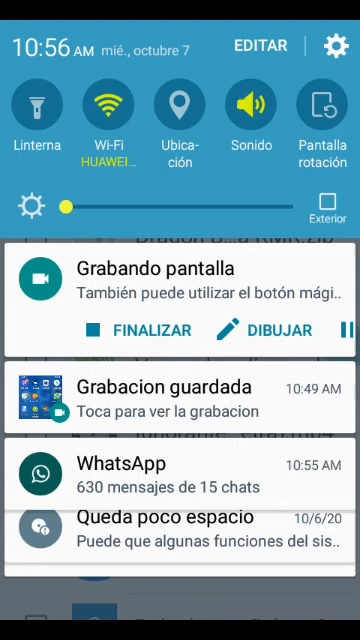 10:56 AM mié., octubre 7 EDITAR
Linterna Wi-Fi HUAWEI... Ubica-ción Sonido Pantalla rotación
Exterior
Grabando pantalla
También puede utilizar el botón mági..
FINALIZAR DIBUJAR
Grabacion guardada 10:49 AM
Toca para ver la grabacion
WhatsApp 10:55 AM
630 mensajes de 15 chats
Queda poco espacio 10/6/20
Puede que algunas funciones del sis..